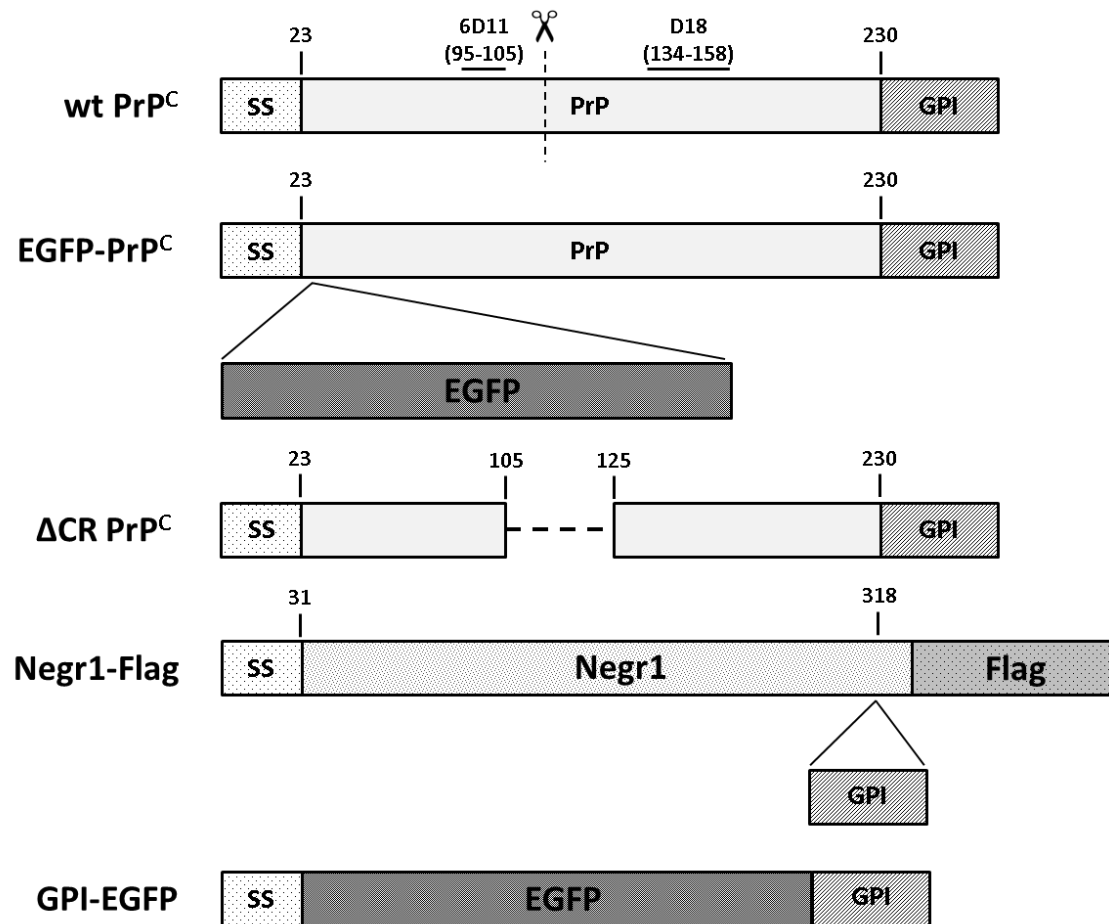 6D11 D18
23 (95-105) (134-158) 230
wt PrPC SS PrP GPI
23 230
EGFP-PrPC SS PrP GPI
EGFP
23 105 125 230
ΔCR PrPC SS GPI
31 318
Negr1-Flag SS Negr1 Flag
GPI
GPI-EGFP SS EGFP GPI